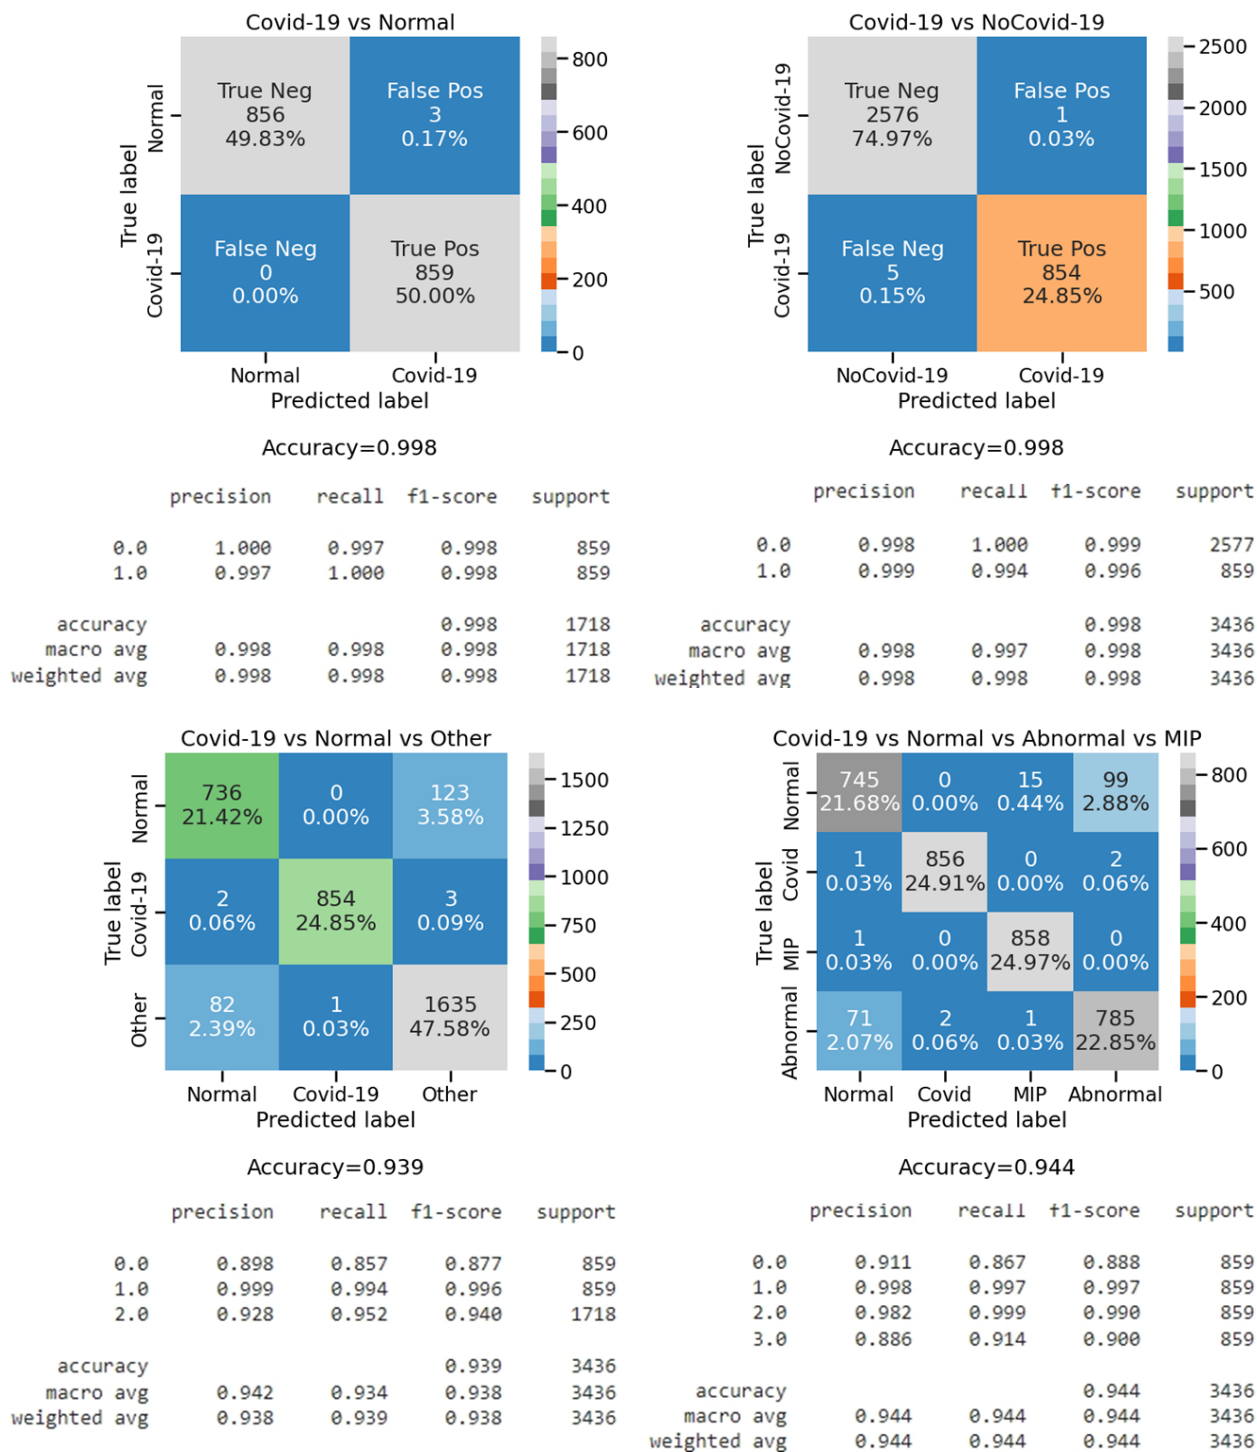 Covid-19 vs Normal
True label
Normal
Covid-19
True Neg
856
49.83%
False Pos
3
0.17%
False Neg
0
0.00%
True Pos
859
50.00%
800
600
400
200
0
Normal Covid-19
Predicted label
Accuracy=0.998
precision recall f1-score support
0.0 1.000 0.997 0.998 859
1.0 0.997 1.000 0.998 859
accuracy 0.998 1718
macro avg 0.998 0.998 0.998 1718
weighted avg 0.998 0.998 0.998 1718
Covid-19 vs NoCovid-19
True label
NoCovid-19
Covid-19
True Neg
2576
74.97%
False Pos
1
0.03%
False Neg
5
0.15%
True Pos
854
24.85%
2500
2000
1500
1000
500
NoCovid-19 Covid-19
Predicted label
Accuracy=0.998
precision recall f1-score support
0.0 0.998 1.000 0.999 2577
1.0 0.999 0.994 0.996 859
accuracy 0.998 3436
macro avg 0.998 0.997 0.998 3436
weighted avg 0.998 0.998 0.998 3436
Covid-19 vs Normal vs Other
True label
Normal
Covid-19
Other
736 0 123
21.42% 0.00% 3.58%
2 854 3
0.06% 24.85% 0.09%
82 1 1635
2.39% 0.03% 47.58%
1500
1250
1000
750
500
250
0
Normal Covid-19 Other
Predicted label
Accuracy=0.939
precision recall f1-score support
0.0 0.898 0.857 0.877 859
1.0 0.999 0.994 0.996 859
2.0 0.928 0.952 0.940 1718
accuracy 0.939 3436
macro avg 0.942 0.934 0.938 3436
weighted avg 0.938 0.939 0.938 3436
Covid-19 vs Normal vs Abnormal vs MIP
True label
Normal
Covid
MIP
Abnormal
745 0 15 99
21.68% 0.00% 0.44% 2.88%
1 856 0 2
0.03% 24.91% 0.00% 0.06%
1 0 858 0
0.03% 0.00% 24.97% 0.00%
71 2 1 785
2.07% 0.06% 0.03% 22.85%
800
600
400
200
0
Normal Covid MIP Abnormal
Predicted label
Accuracy=0.944
precision recall f1-score support
0.0 0.911 0.867 0.888 859
1.0 0.998 0.997 0.997 859
2.0 0.982 0.999 0.990 859
3.0 0.886 0.914 0.900 859
accuracy 0.944 3436
macro avg 0.944 0.944 0.944 3436
weighted avg 0.944 0.944 0.944 3436